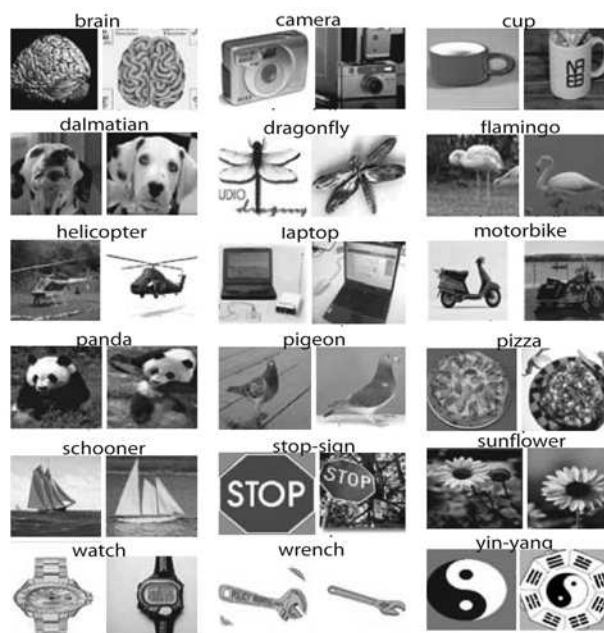 brain
camera
cup
dalmatian
dragonfly
flamingo
helicopter
laptop
motorbike
panda
pigeon
pizza
schooner
stop-sign
STOP
STOP
sunflower
watch
wrench
yin-yang